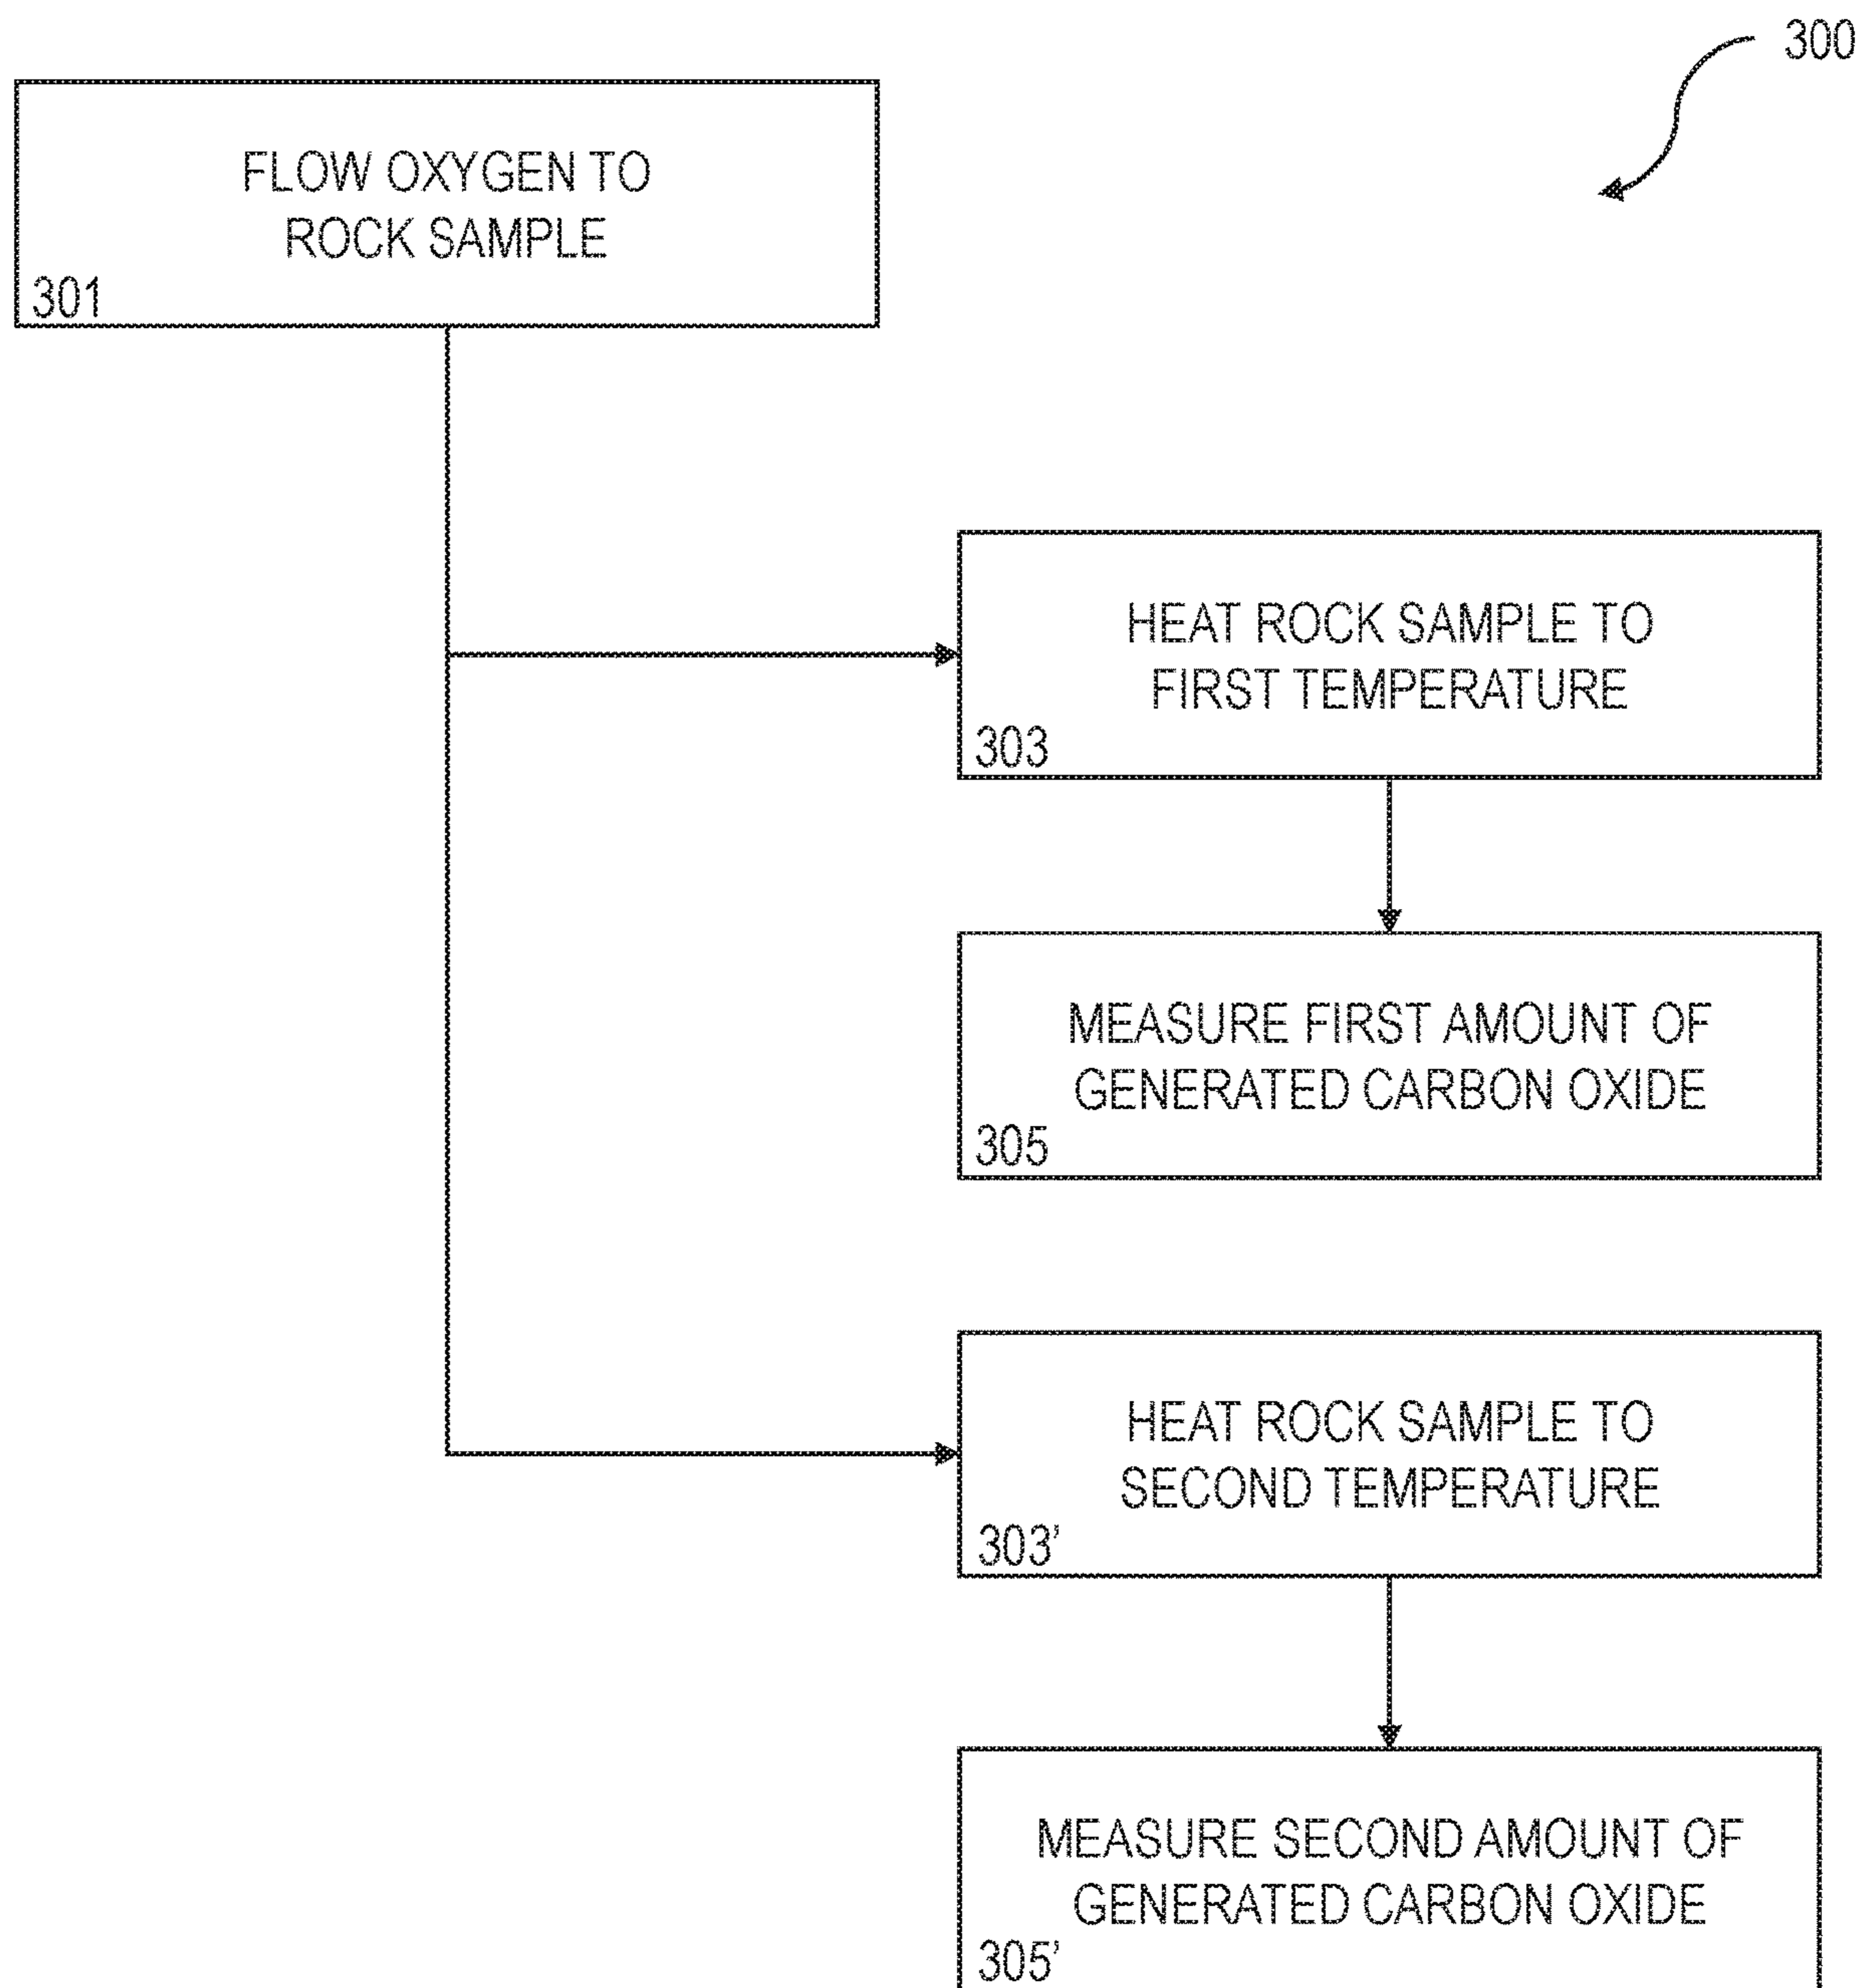 300
FLOW OXYGEN TO
ROCK SAMPLE
301
HEAT ROCK SAMPLE TO
FIRST TEMPERATURE
303
MEASURE FIRST AMOUNT OF
GENERATED CARBON OXIDE
305
HEAT ROCK SAMPLE TO
SECOND TEMPERATURE
303’
MEASURE SECOND AMOUNT OF
GENERATED CARBON OXIDE
305’